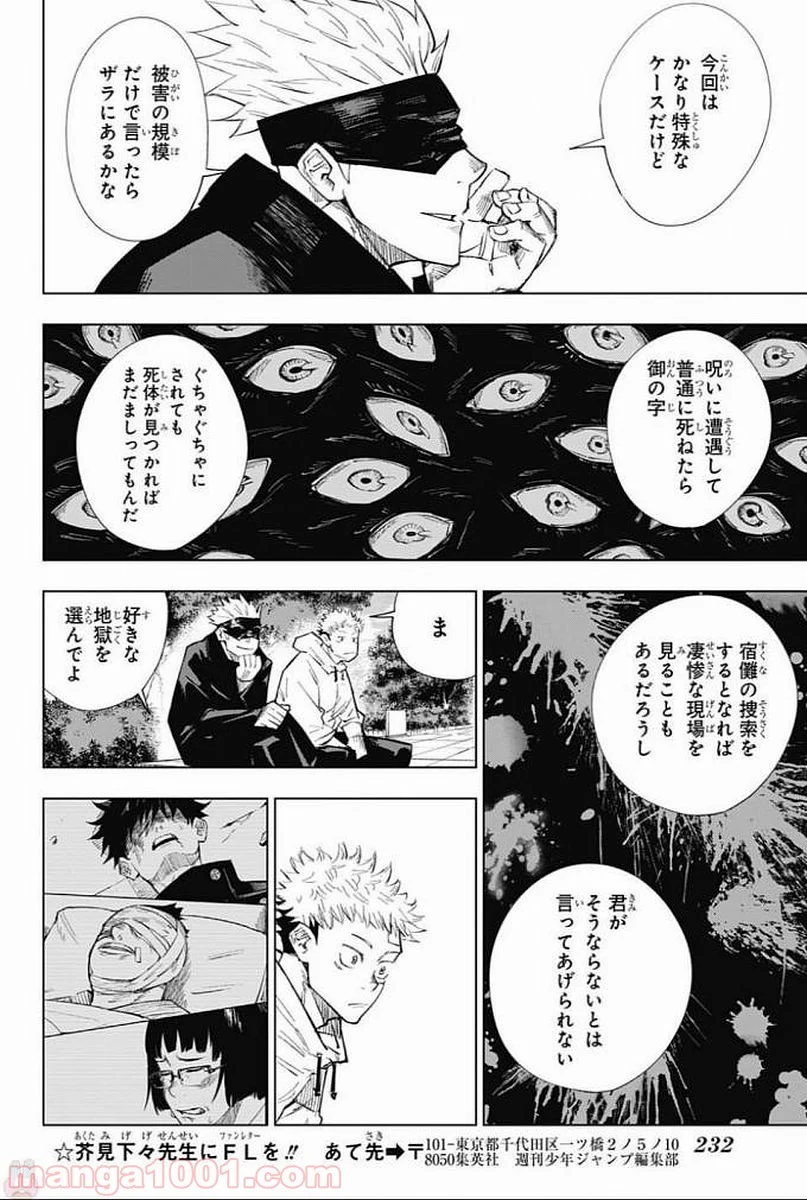 今回は
かなり特殊な
ケースだけど
被害の規模
だけで言ったら
ザラにあるかな
呪いに遭遇して
普通に死ねたら
御の字
ぐちゃぐちゃに
されても
死体が見つかれば
まだましってもんだ
宿儺の捜索を
するとなれば
凄惨な現場を
見ることも
あるだろうし
君が
そうならないとは
言ってあげられない
ま
好きな
地獄を
選んでよ
☆芥見下々先生にFLを!! あて先➡〒101-8050
東京都千代田区一ツ橋2ノ5ノ10
集英社 週刊少年ジャンプ編集部
232
manga1001.com